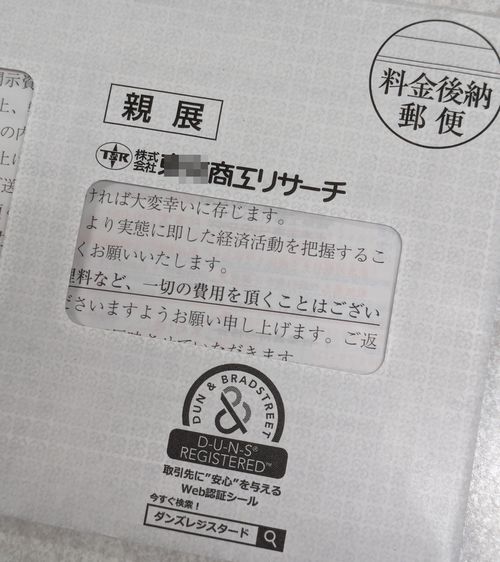 料金後納
郵便
親展
TSR 株式会社 東 商工リサーチ
ければ大変幸いに存じます。
より実態に即した経済活動を把握するこ
くお願いいたします。
料など、一切の費用を頂くことはござい
ださいますようお願い申し上げます。ご返
DUN & BRADSTREET
D-U-N-S®
REGISTERED™
取引先に"安心"を与える
Web認証シール
今すぐ検索！
ダンズレジスタード